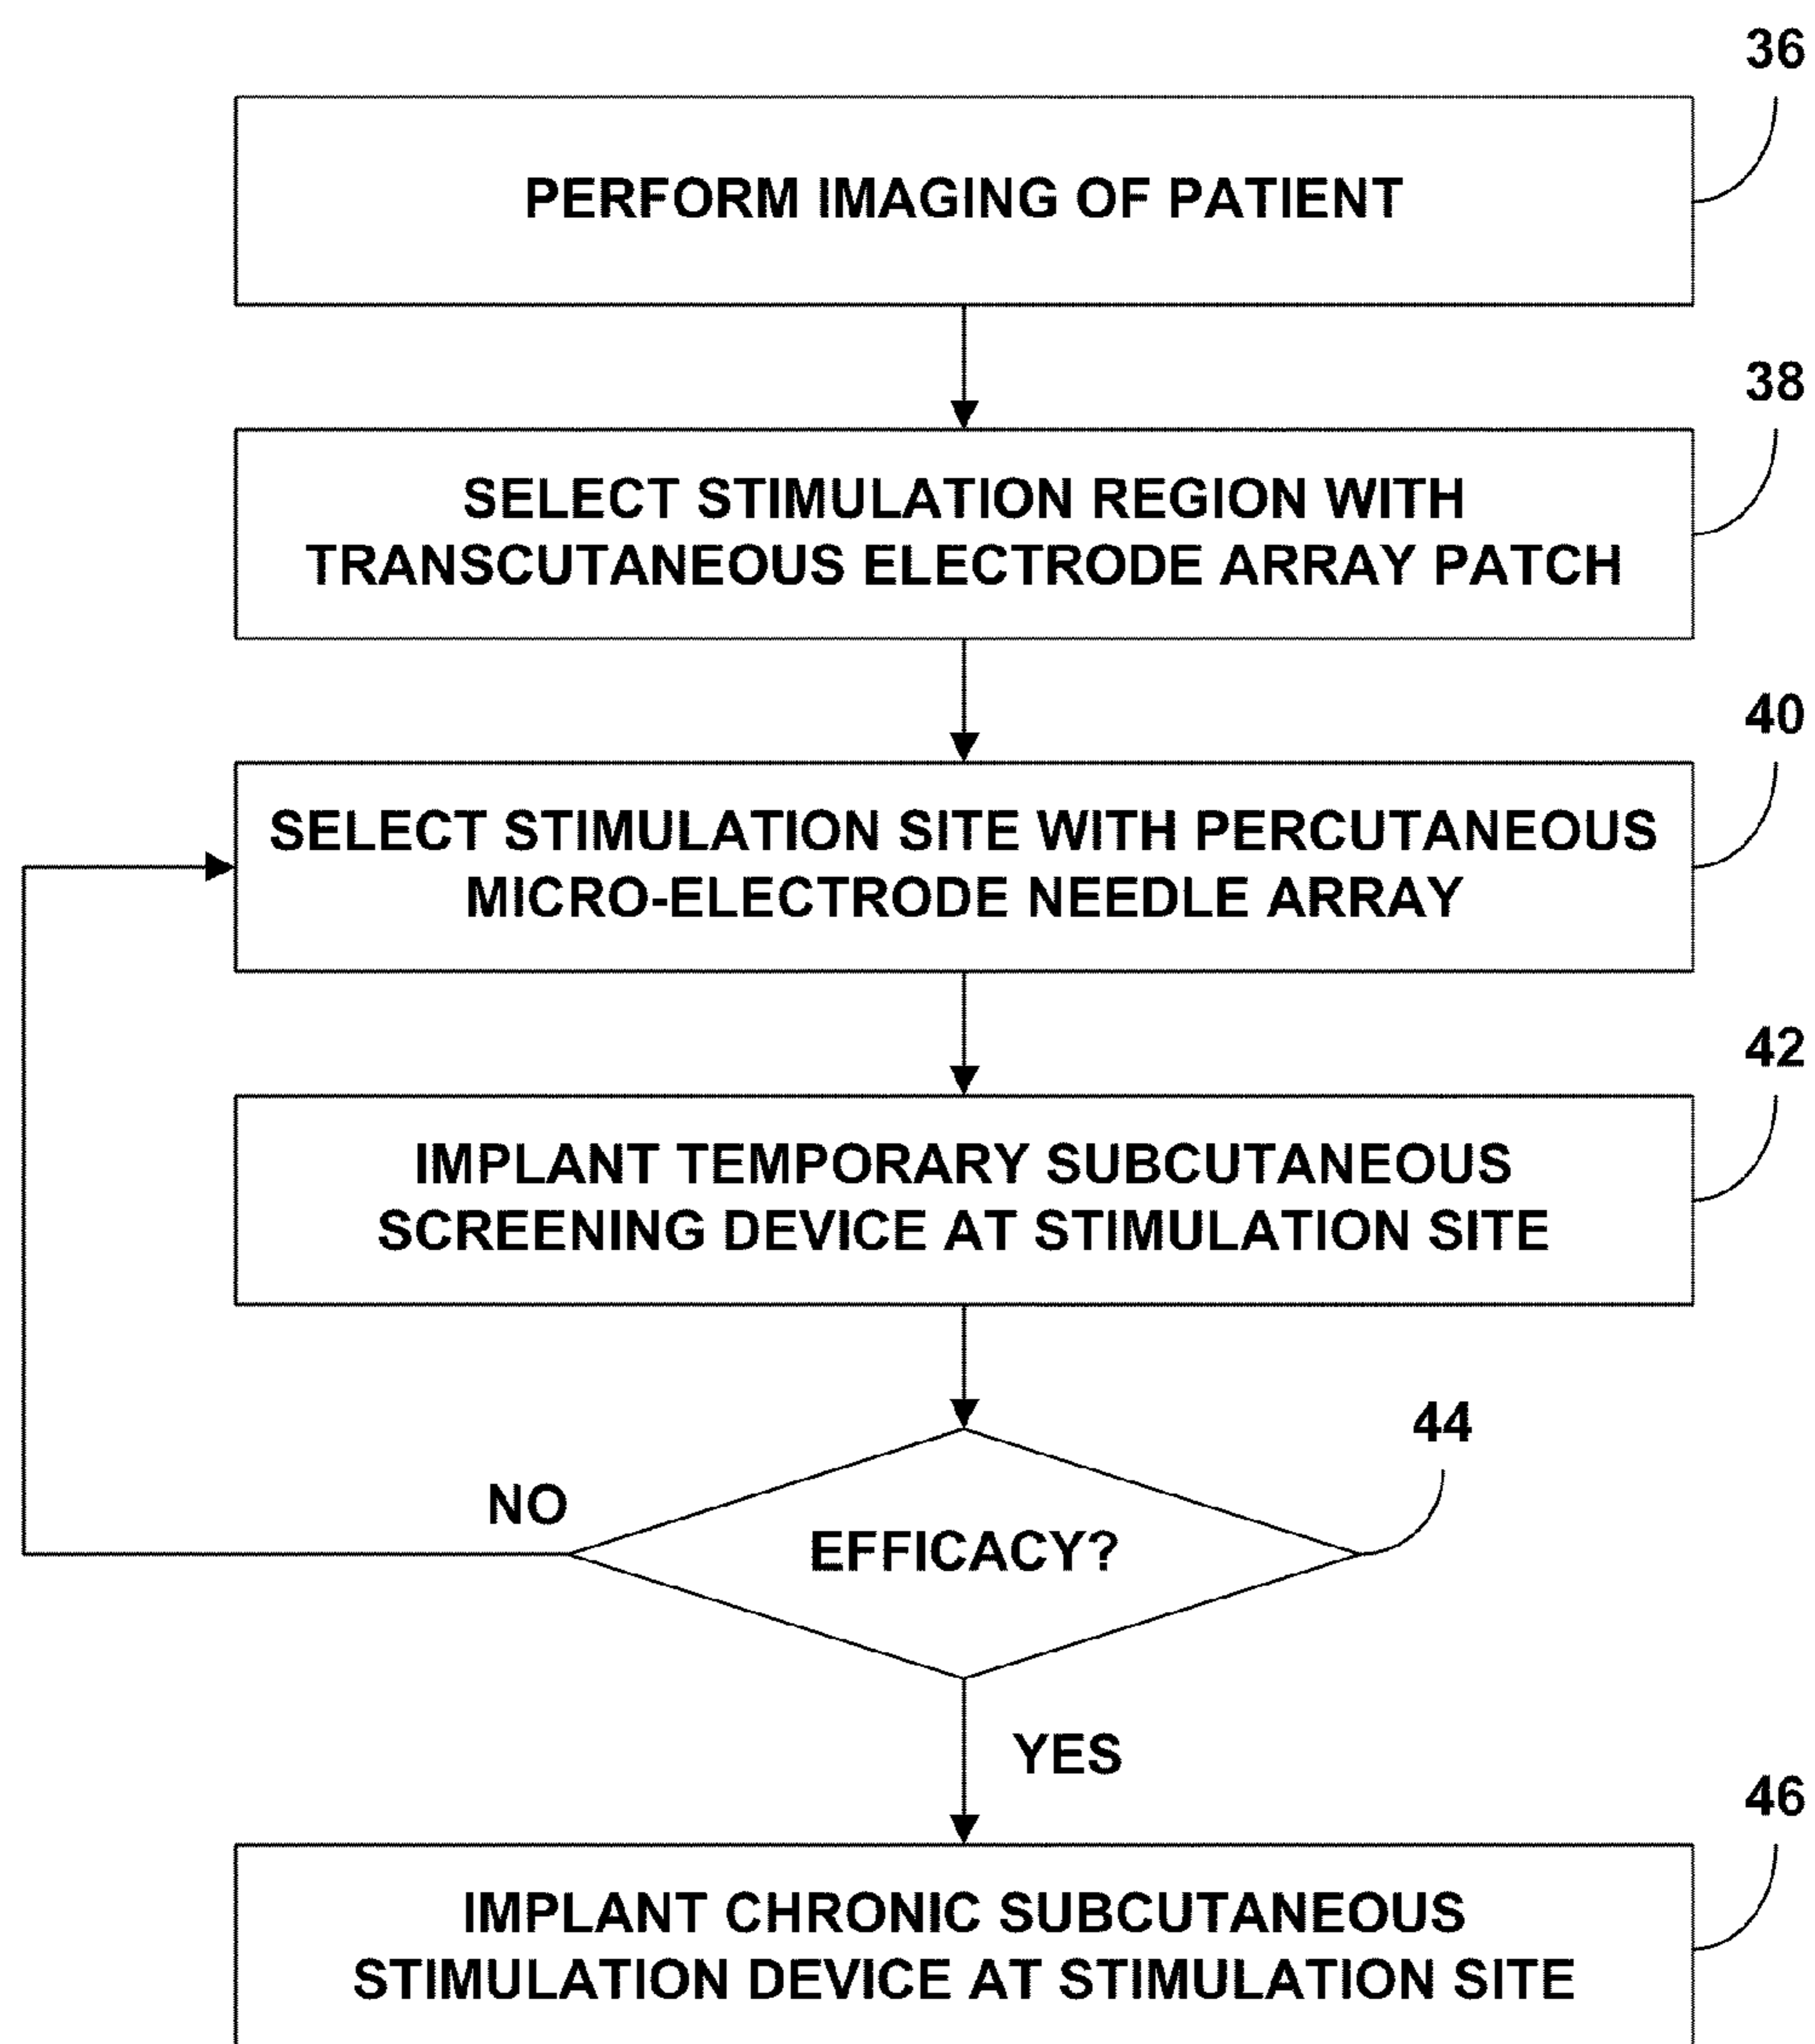 36
PERFORM IMAGING OF PATIENT
38
SELECT STIMULATION REGION WITH
TRANSCUTANEOUS ELECTRODE ARRAY PATCH
40
SELECT STIMULATION SITE WITH PERCUTANEOUS
MICRO-ELECTRODE NEEDLE ARRAY
42
IMPLANT TEMPORARY SUBCUTANEOUS
SCREENING DEVICE AT STIMULATION SITE
44
NO
EFFICACY?
YES
46
IMPLANT CHRONIC SUBCUTANEOUS
STIMULATION DEVICE AT STIMULATION SITE